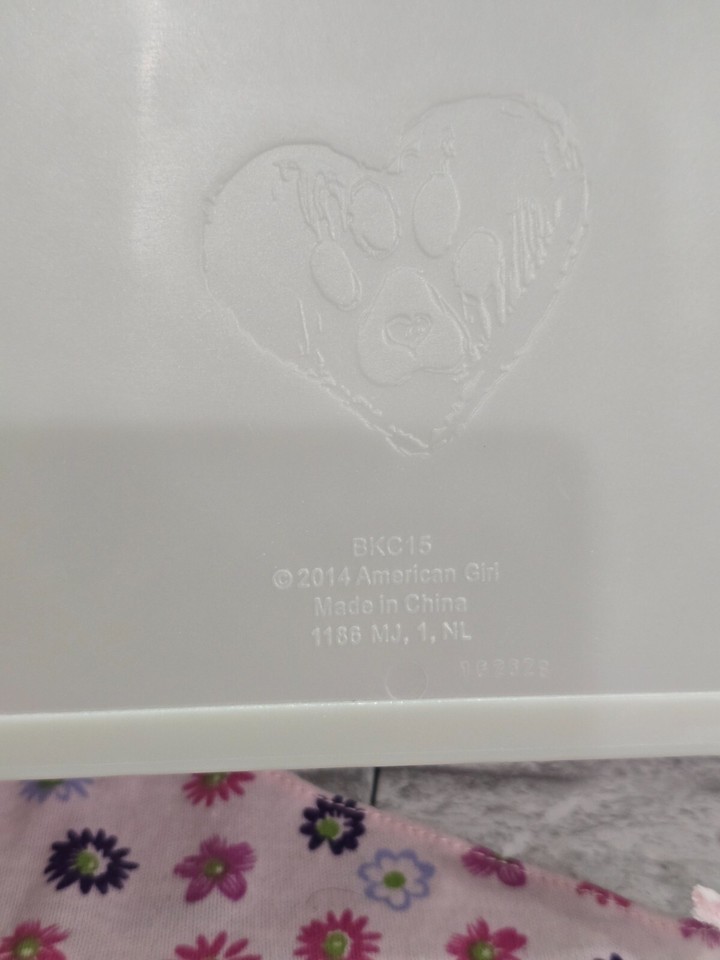 BKC15
©2014 American Girl
Made in China
1186 MJ, 1, NL